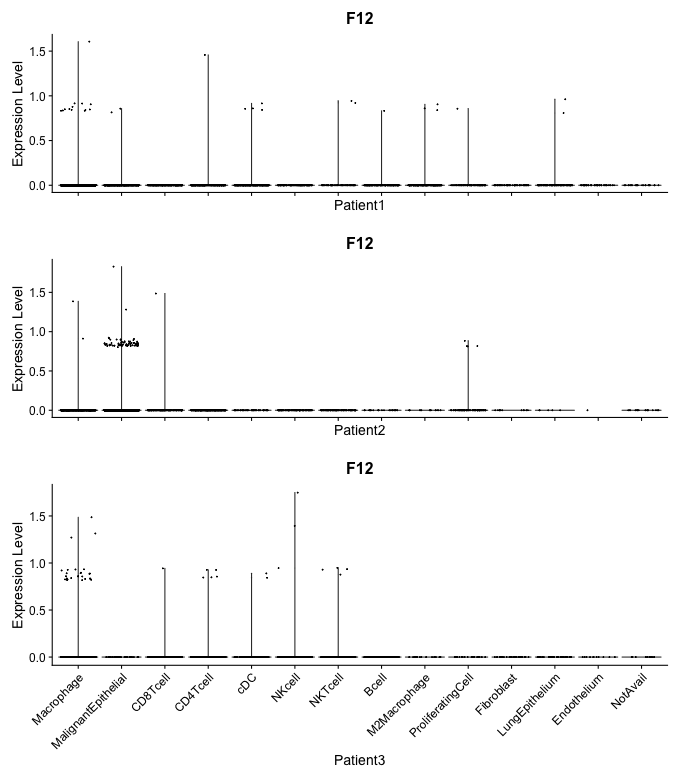 F12
Expression Level
1.5
1.0
0.5
0.0
Patient1
F12
Expression Level
1.5
1.0
0.5
0.0
Patient2
F12
Expression Level
1.5
1.0
0.5
0.0
Macrophage
MalignantEpithelial
CD8Tcell
CD4Tcell
cDC
NKcell
NKTcell
Bcell
M2Macrophage
ProliferatingCell
Fibroblast
LungEpithelium
Endothelium
NotAvail
Patient3